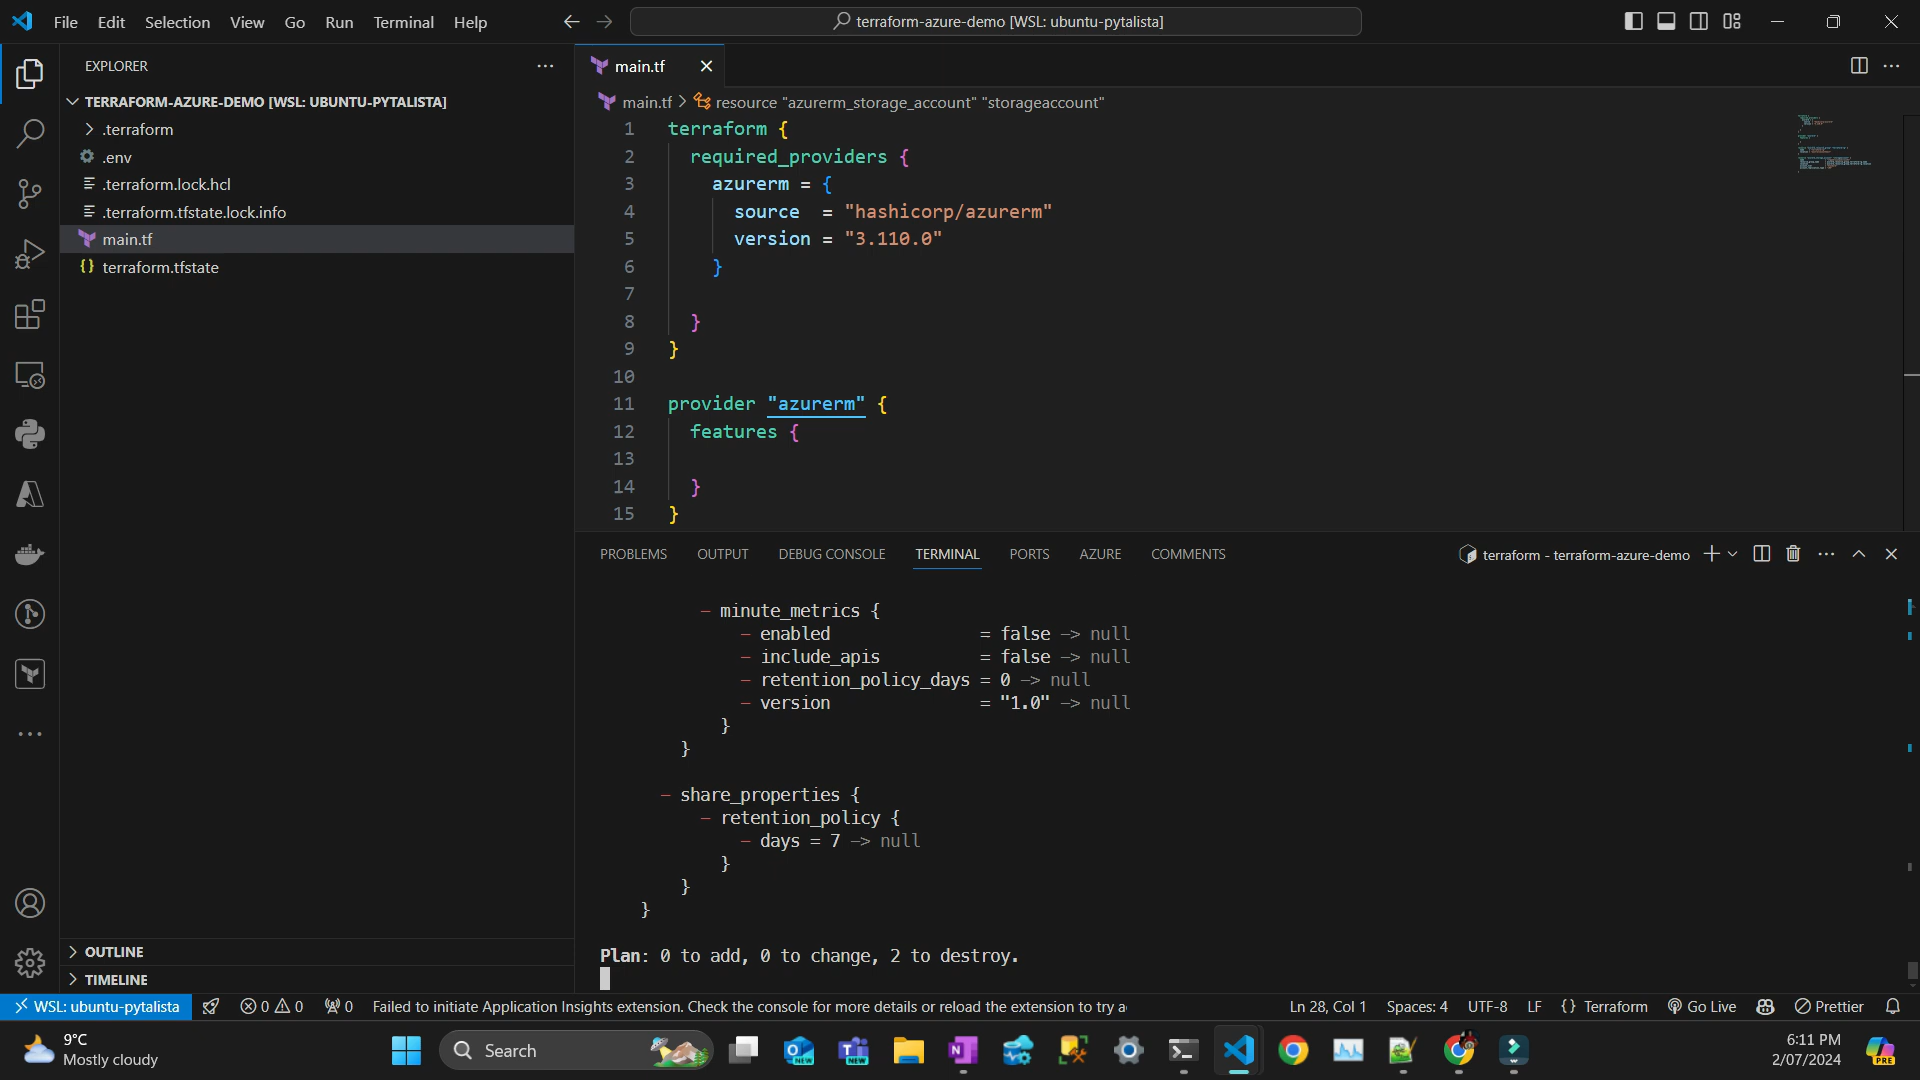 File Edit Selection View Go Run Terminal Help
terraform-azure-demo [WSL: ubuntu-pytalista]
EXPLORER
TERRAFORM-AZURE-DEMO [WSL: UBUNTU-PYTALISTA]
.terraform
.env
.terraform.lock.hcl
.terraform.tfstate.lock.info
main.tf
terraform.tfstate
OUTLINE
TIMELINE
main.tf
main.tf > resource "azurerm_storage_account" "storageaccount"
1 terraform {
2 required_providers {
3 azurerm = {
4 source = "hashicorp/azurerm"
5 version = "3.110.0"
6 }
7
8 }
9 }
10
11 provider "azurerm" {
12 features {
13
14 }
15 }
PROBLEMS OUTPUT DEBUG CONSOLE TERMINAL PORTS AZURE COMMENTS
terraform - terraform-azure-demo
- minute_metrics {
- enabled = false -> null
- include_apis = false -> null
- retention_policy_days = 0 -> null
- version = "1.0" -> null
}
}
- share_properties {
- retention_policy {
- days = 7 -> null
}
}
}
Plan: 0 to add, 0 to change, 2 to destroy.
WSL: ubuntu-pytalista 0 0 0 Failed to initiate Application Insights extension. Check the console for more details or reload the extension to try a
Ln 28, Col 1 Spaces: 4 UTF-8 LF {} Terraform Go Live Prettier
9°C
Mostly cloudy
Search
NEW
NEW
6:11 PM
2/07/2024
PRE